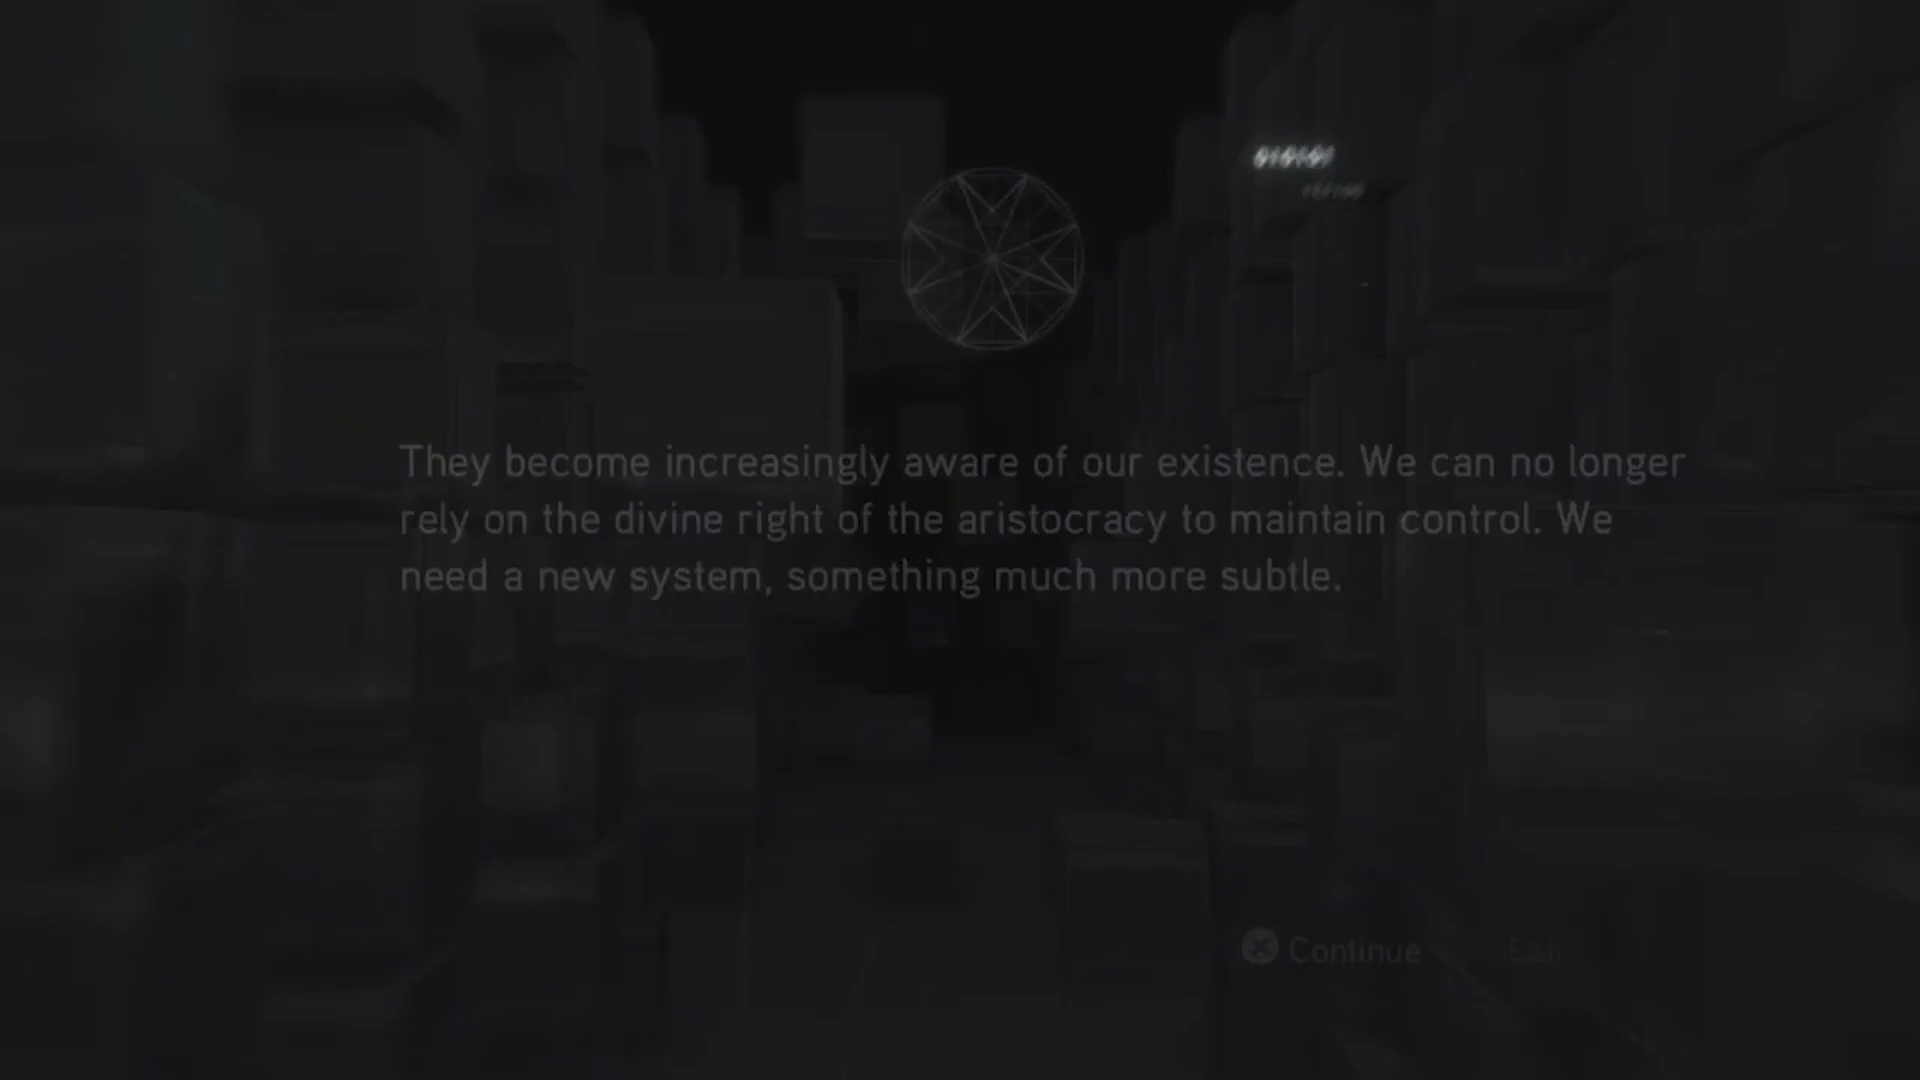 They become increasingly aware of our existence. We can no longer
rely on the divine right of the aristocracy to maintain control. We
need a new system, something much more subtle.
Continue
Exit